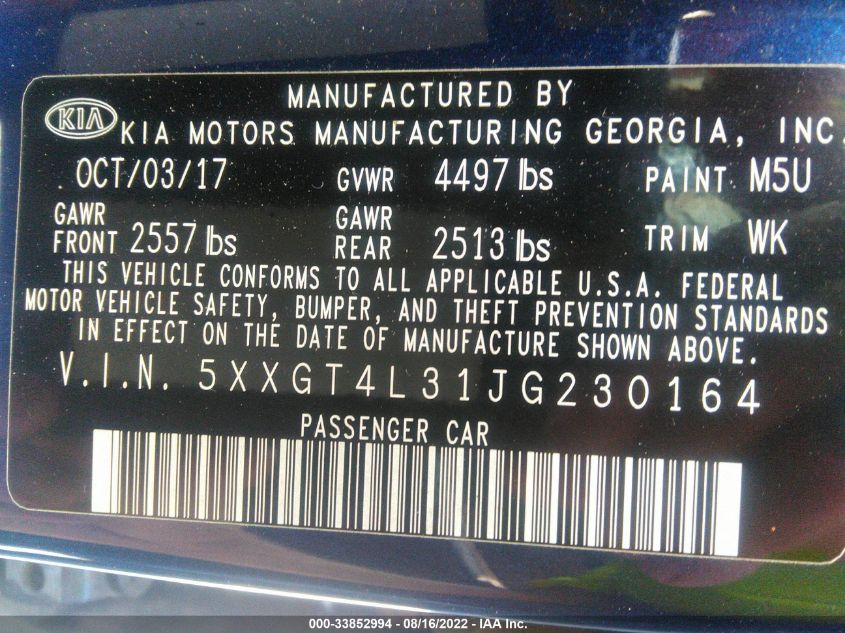 MANUFACTURED BY
KIA KIA MOTORS MANUFACTURING GEORGIA, INC.
OCT/03/17 GVWR 4497 lbs PAINT M5U
GAWR FRONT 2557 lbs GAWR REAR 2513 lbs TRIM WK
THIS VEHICLE CONFORMS TO ALL APPLICABLE U.S.A. FEDERAL
MOTOR VEHICLE SAFETY, BUMPER, AND THEFT PREVENTION STANDARDS
IN EFFECT ON THE DATE OF MANUFACTURE SHOWN ABOVE.
V.I.N. 5XXGT4L31JG230164
PASSENGER CAR
000-33852994 - 08/16/2022 - IAA Inc.